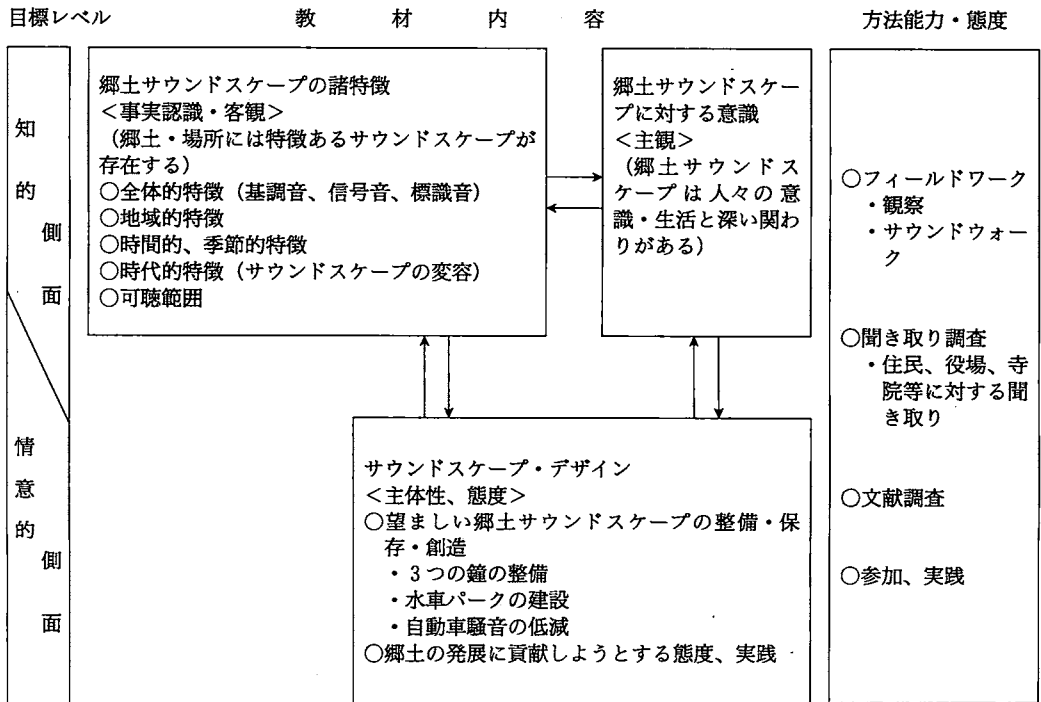 目標レベル
教材内容
方法能力・態度
知的側面
情意的側面
郷土サウンドスケープの諸特徴
＜事実認識・客観＞
（郷土・場所には特徴あるサウンドスケープが
存在する）
○全体的特徴（基調音、信号音、標識音）
○地域的特徴
○時間的、季節的特徴
○時代的特徴（サウンドスケープの変容）
○可聴範囲
郷土サウンドスケー
プに対する意識
＜主観＞
（郷土サウンドス
ケープは人々の意
識・生活と深い関わ
りがある）
サウンドスケープ・デザイン
＜主体性、態度＞
○望ましい郷土サウンドスケープの整備・保
存・創造
・3つの鐘の整備
・水車パークの建設
・自動車騒音の低減
○郷土の発展に貢献しようとする態度、実践
○フィールドワーク
・観察
・サウンドウォー
ク
○聞き取り調査
・住民、役場、寺
院等に対する聞
き取り
○文献調査
○参加、実践